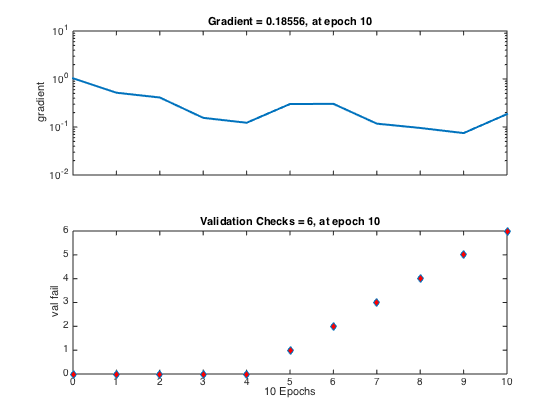 Gradient = 0.18556, at epoch 10
10^1
10^0
10^-1
10^-2
gradient
Validation Checks = 6, at epoch 10
6
5
4
3
2
1
0
val fail
0 1 2 3 4 5 6 7 8 9 10
10 Epochs